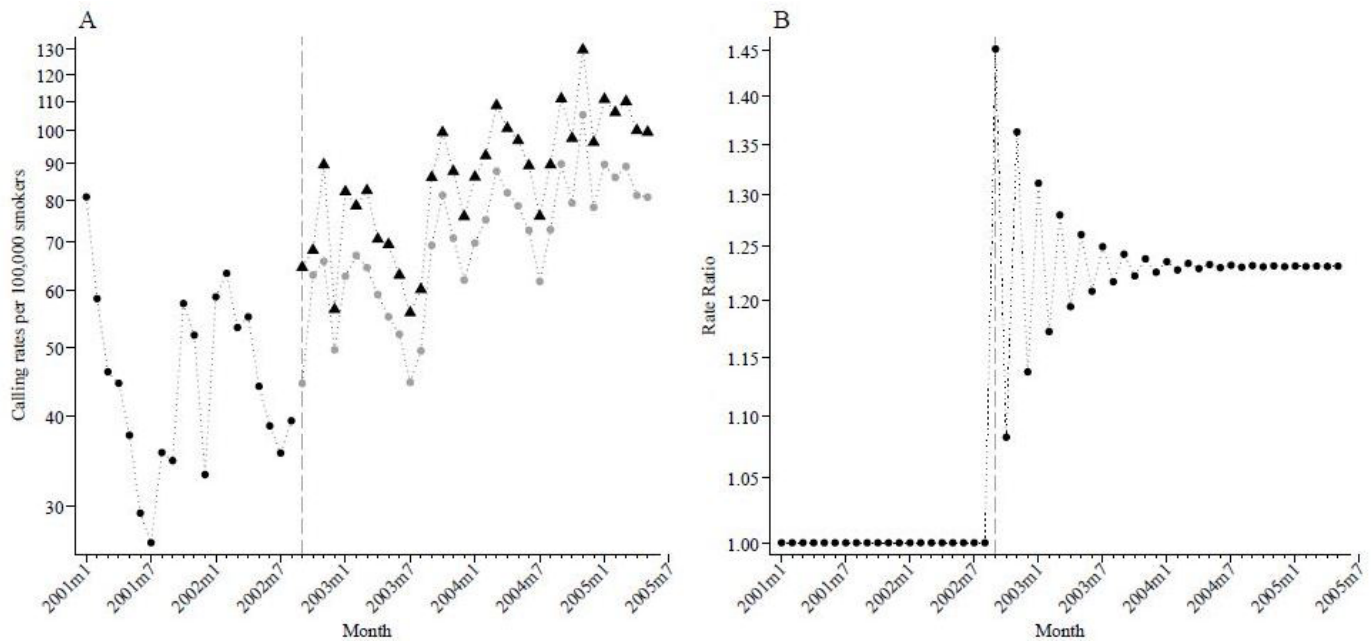 A
Calling rates per 100,000 smokers
130
120
110
100
90
80
70
60
50
40
30
2001m1
2001m7
2002m1
2002m7
2003m1
2003m7
2004m1
2004m7
2005m1
2005m7
Month
B
Rate Ratio
1.45
1.40
1.35
1.30
1.25
1.20
1.15
1.10
1.05
1.00
2001m1
2001m7
2002m1
2002m7
2003m1
2003m7
2004m1
2004m7
2005m1
2005m7
Month